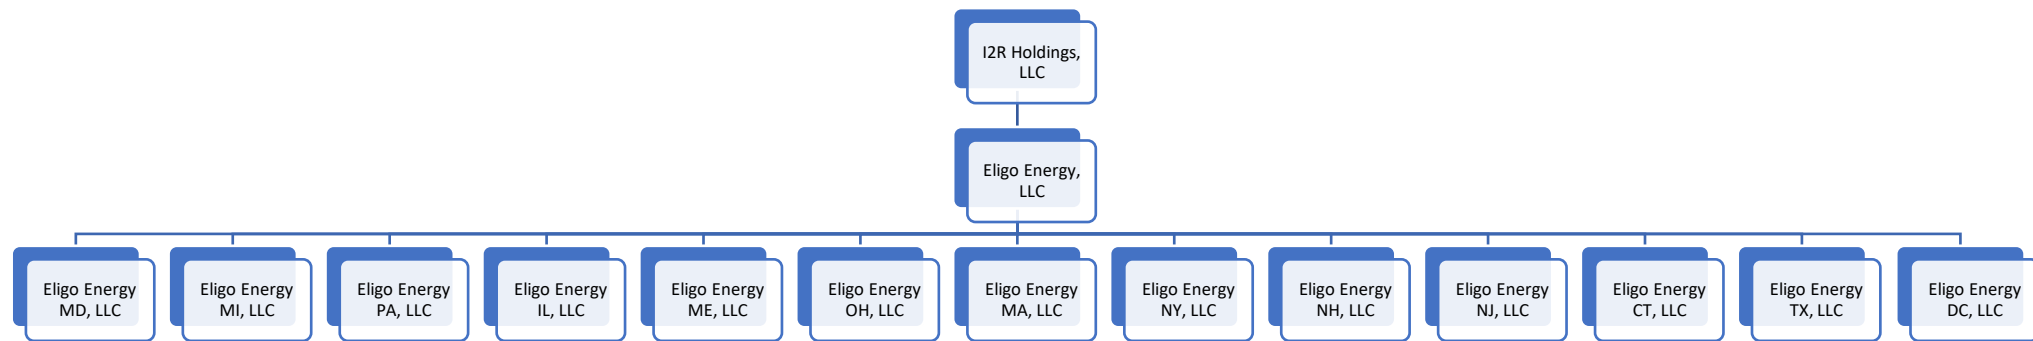 I2R Holdings,
LLC
Eligo Energy,
LLC
Eligo Energy
MD, LLC
Eligo Energy
MI, LLC
Eligo Energy
PA, LLC
Eligo Energy
IL, LLC
Eligo Energy
ME, LLC
Eligo Energy
OH, LLC
Eligo Energy
MA, LLC
Eligo Energy
NY, LLC
Eligo Energy
NH, LLC
Eligo Energy
NJ, LLC
Eligo Energy
CT, LLC
Eligo Energy
TX, LLC
Eligo Energy
DC, LLC